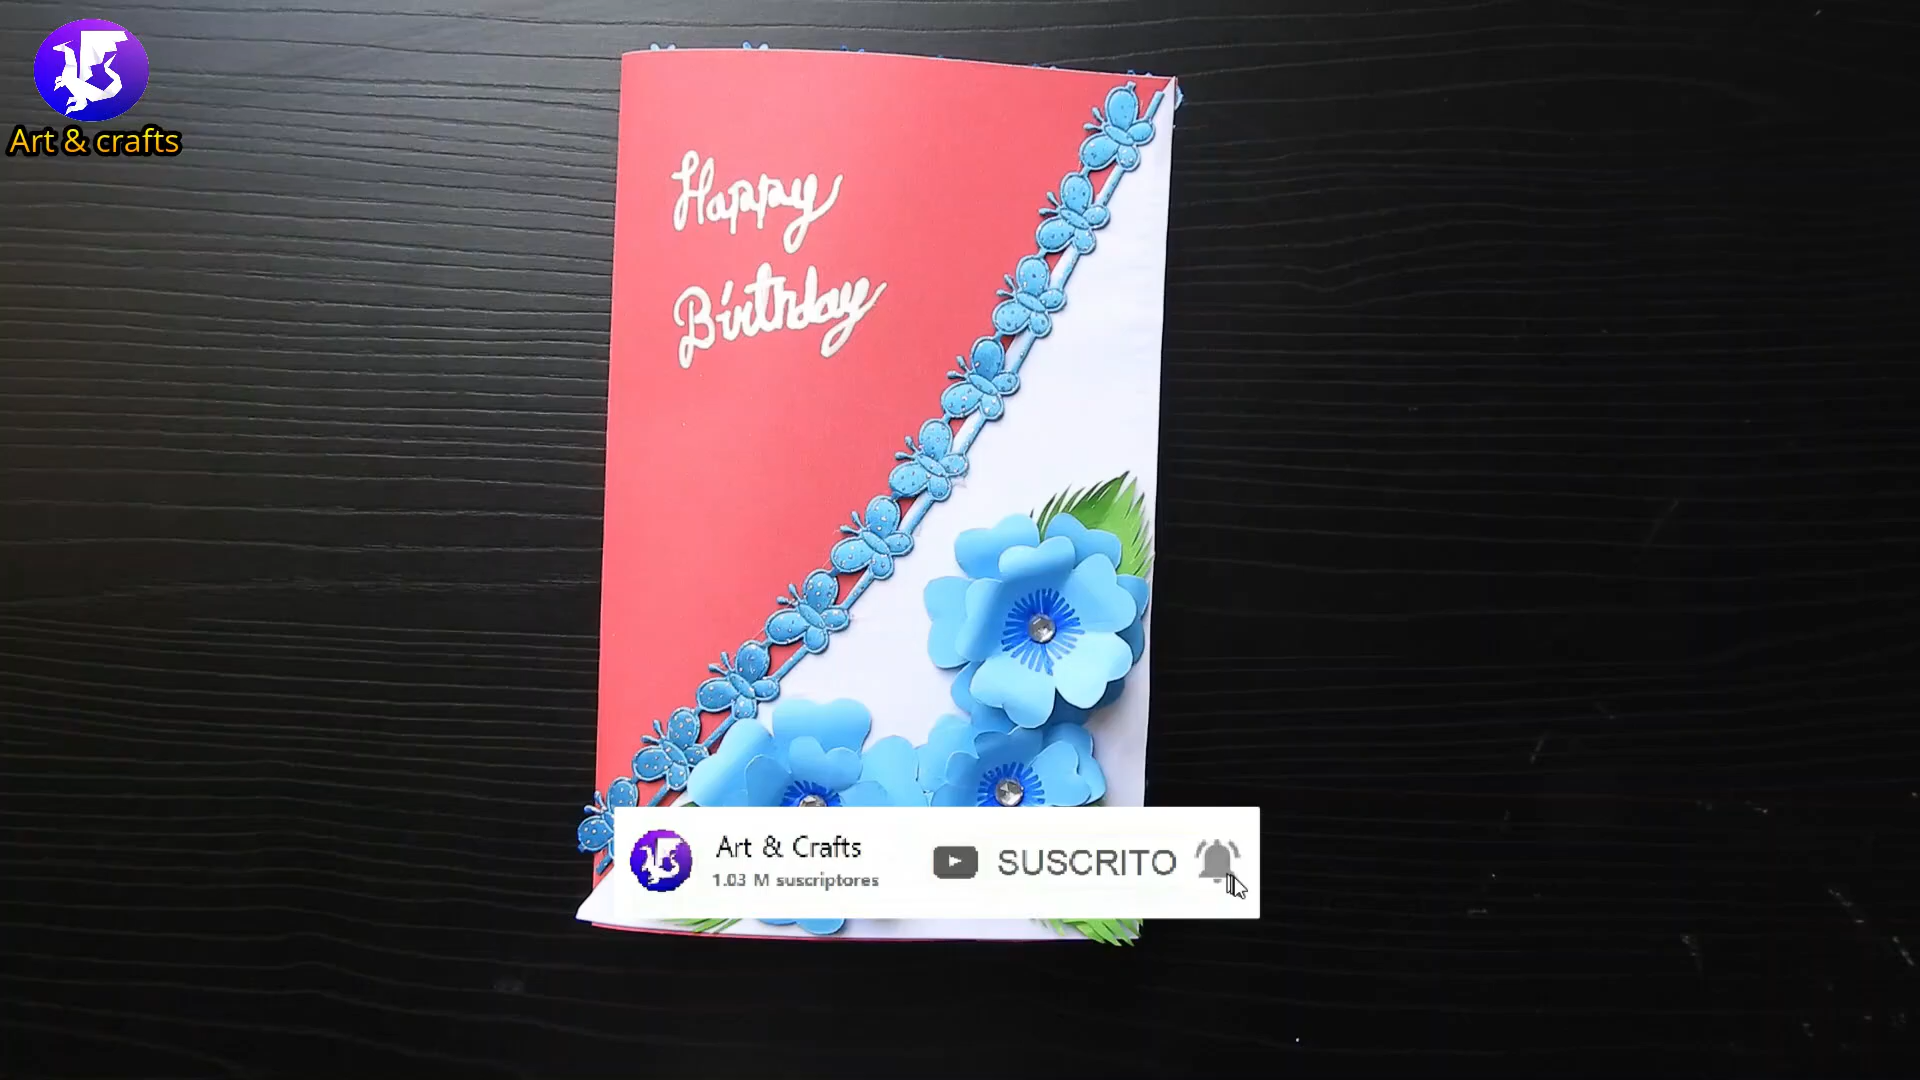 Art & crafts
Happy
Birthday
Art & Crafts
1.03 M suscriptores
SUSCRITO